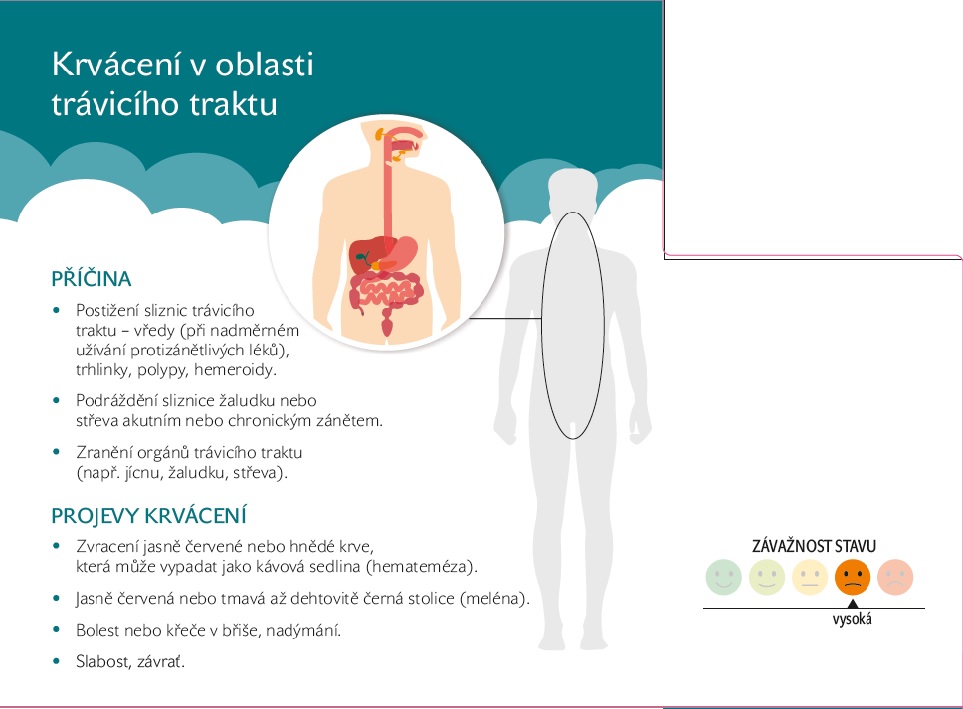 Krvácení v oblasti
trávicího traktu
PŘÍČINA
• Postižení sliznic trávicího
traktu – vředy (při nadměrném
užívání protizánětlivých léků),
trhlinky, polypy, hemeroidy.
• Podráždění sliznice žaludku nebo
střeva akutním nebo chronickým zánětem.
• Zranění orgánů trávicího traktu
(např. jícnu, žaludku, střeva).
PROJEVY KRVÁCENÍ
• Zvracení jasně červené nebo hnědé krve,
která může vypadat jako kávová sedlina (hemateméza).
• Jasně červená nebo tmavá až dehtovitě černá stolice (meléna).
• Bolest nebo křeče v břiše, nadýmání.
• Slabost, závrať.
ZÁVAŽNOST STAVU
vysoká